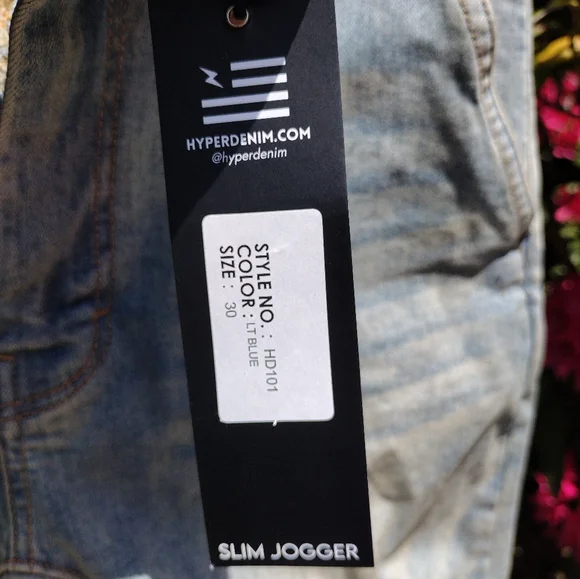 HYPERDENIM.COM
@hyperdenim
STYLE NO. : HD101
COLOR : LT BLUE
SIZE : 30
SLIM JOGGER